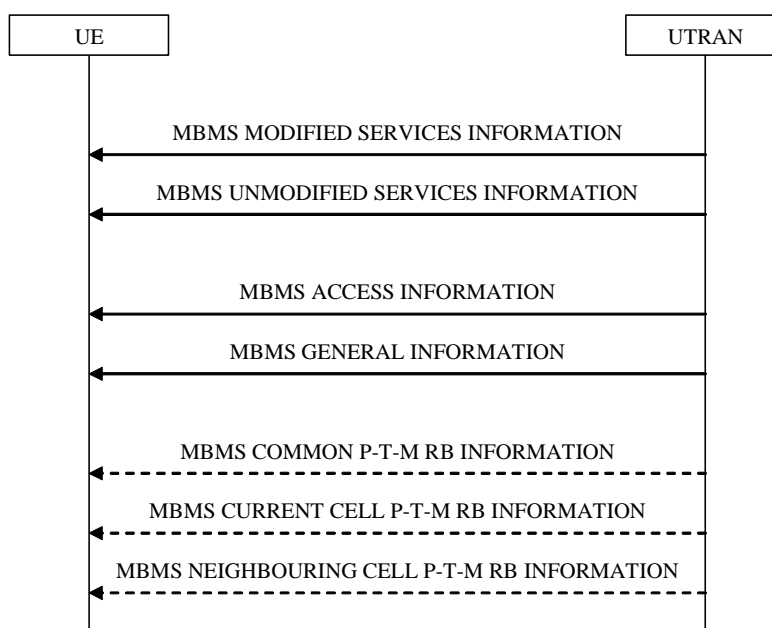 UE
UTRAN
MBMS MODIFIED SERVICES INFORMATION
MBMS UNMODIFIED SERVICES INFORMATION
MBMS ACCESS INFORMATION
MBMS GENERAL INFORMATION
MBMS COMMON P-T-M RB INFORMATION
MBMS CURRENT CELL P-T-M RB INFORMATION
MBMS NEIGHBOURING CELL P-T-M RB INFORMATION